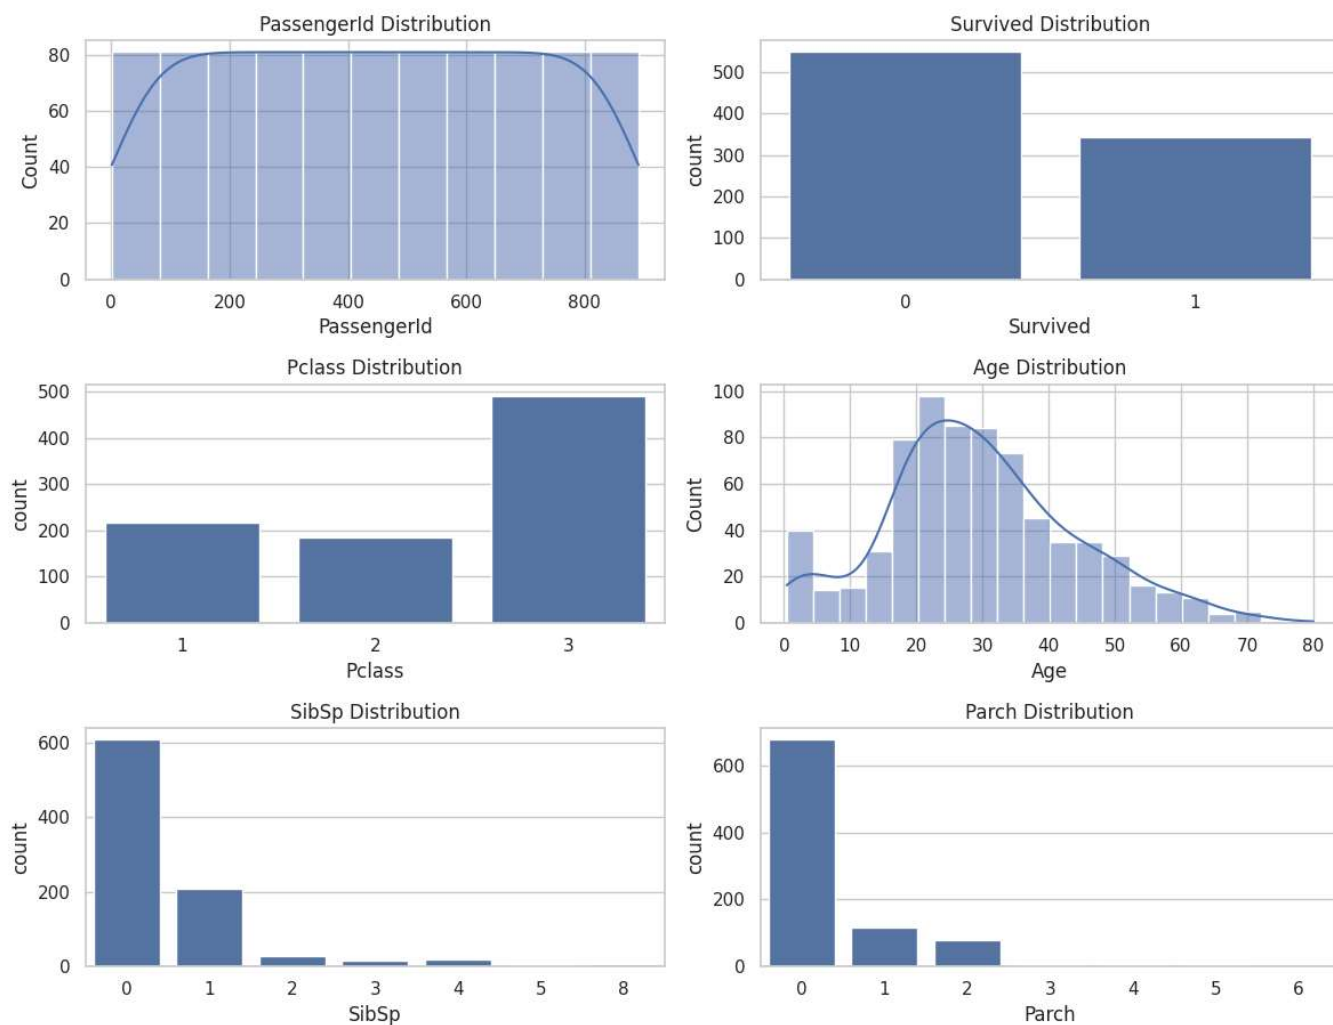 PassengerId Distribution
80
60
40
20
0
Count
0 200 400 600 800
PassengerId
Survived Distribution
500
400
300
200
100
0
count
0 1
Survived
Pclass Distribution
500
400
300
200
100
0
count
1 2 3
Pclass
Age Distribution
100
80
60
40
20
0
Count
0 10 20 30 40 50 60 70 80
Age
SibSp Distribution
600
400
200
0
count
0 1 2 3 4 5 8
SibSp
Parch Distribution
600
400
200
0
count
0 1 2 3 4 5 6
Parch